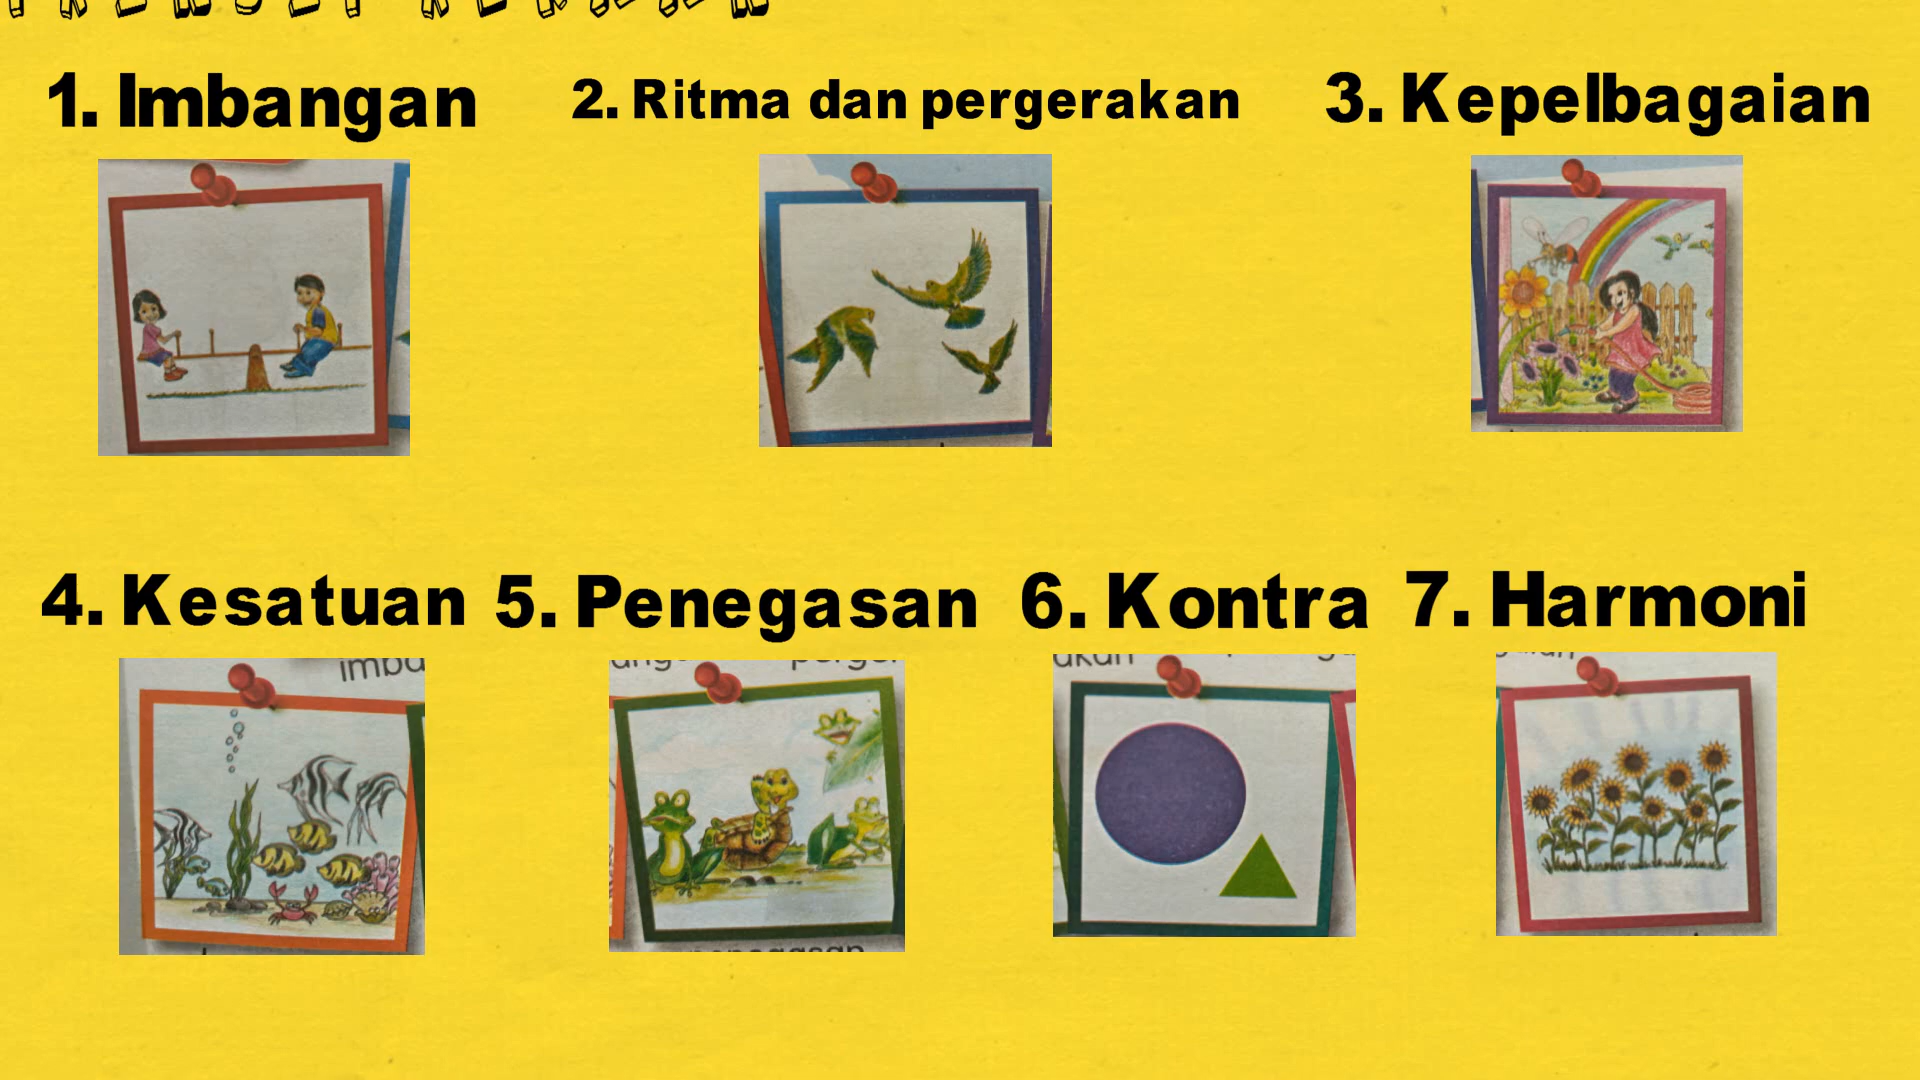 1. Imbangan
2. Ritma dan pergerakan
3. Kepelbagaian
4. Kesatuan
5. Penegasan
6. Kontra
7. Harmoni